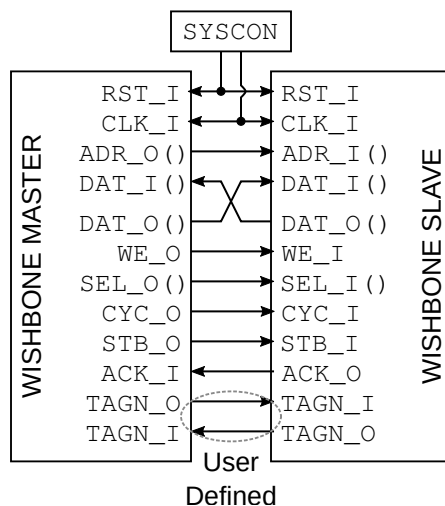 SYSCON
WISHBONE MASTER
RST_I
CLK_I
ADR_O()
DAT_I()
DAT_O()
WE_O
SEL_O()
CYC_O
STB_O
ACK_I
TAGN_O
TAGN_I
RST_I
CLK_I
ADR_I()
DAT_I()
DAT_O()
WE_I
SEL_I()
CYC_I
STB_I
ACK_O
TAGN_I
TAGN_O
WISHBONE SLAVE
User
Defined